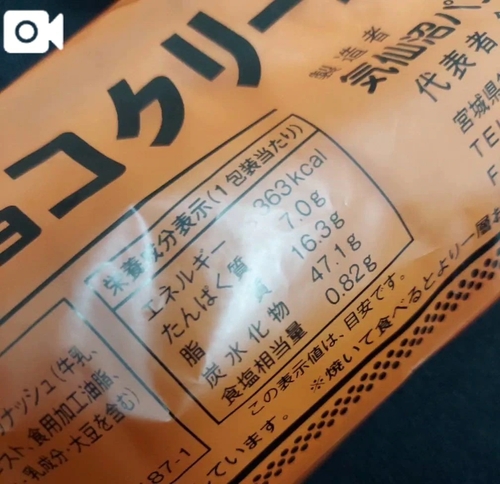 ョコクリー
製造者
気仙沼パ
代表者
宮城県
TE
F
栄養成分表示(1包装当たり)
エネルギー 363kcal
たんぱく質 7.0g
脂質 16.3g
炭水化物 47.1g
食塩相当量 0.82g
この表示値は、目安です。
※焼いて食べるとより一層
ています。
ナッシュ(牛乳、
スト、食用加工油脂、
乳成分・大豆を含む)
87-1